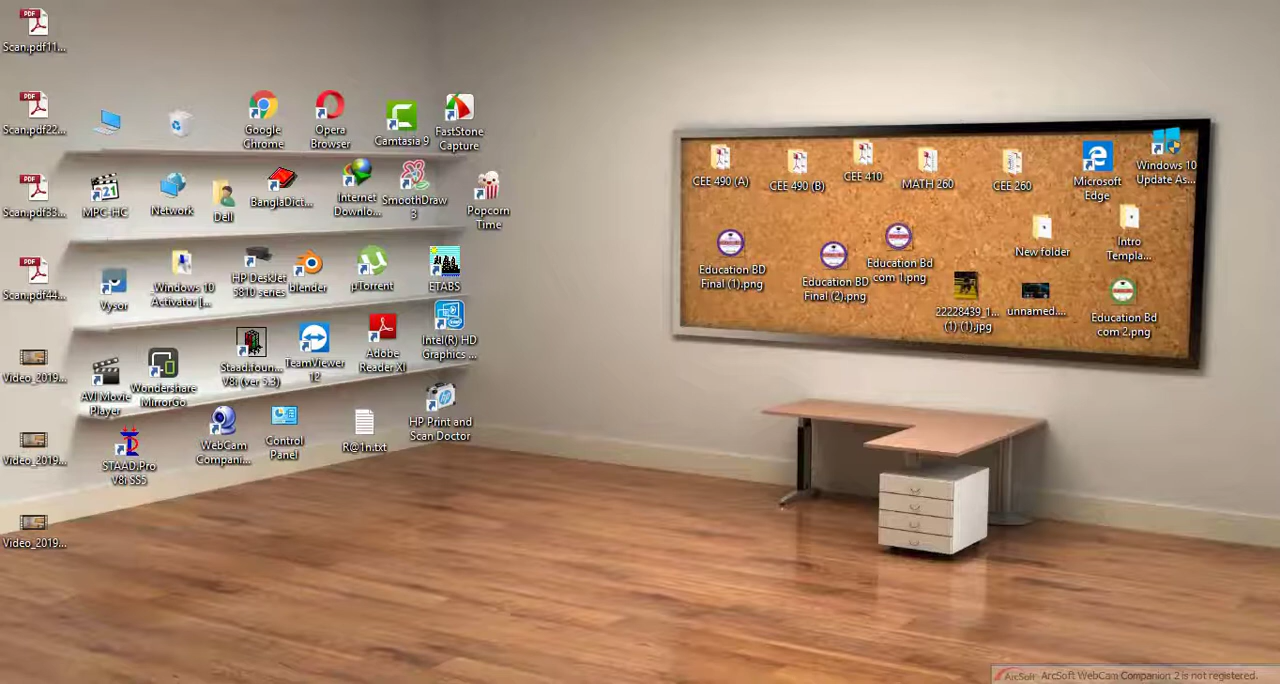 Scan.pdf11...
Scan.pdf22...
Scan.pdf33...
Scan.pdf44...
Video_2019...
Video_2019...
Video_2019...
Google
Chrome
Opera
Browser
Camtasia 9
FastStone
Capture
MPC-HC
Network
Dell
BanglaDict...
Internet
Downlo...
SmoothDraw
3
Popcorn
Time
Vysor
Windows 10
Activator [...
HP DeskJet
5810 series
blender
µTorrent
ETABS
AVI Movie
Player
Wondershare
MirrorGo
Staad.foun...
V8i (ver 5.3)
TeamViewer
12
Adobe
Reader XI
Intel(R) HD
Graphics ...
STAAD.Pro
V8i SS5
WebCam
Compani...
Control
Panel
R@1n.txt
HP Print and
Scan Doctor
CEE 490 (A)
CEE 490 (B)
CEE 410
MATH 260
CEE 260
Microsoft
Edge
Windows 10
Update As...
Education BD
Final (1).png
Education BD
Final (2).png
Education Bd
com 1.png
New folder
Intro
Templa...
22228439_1...
(1) (1).jpg
unnamed....
Education Bd
com 2.png
ArcSoft ArcSoft WebCam Companion 2 is not registered.